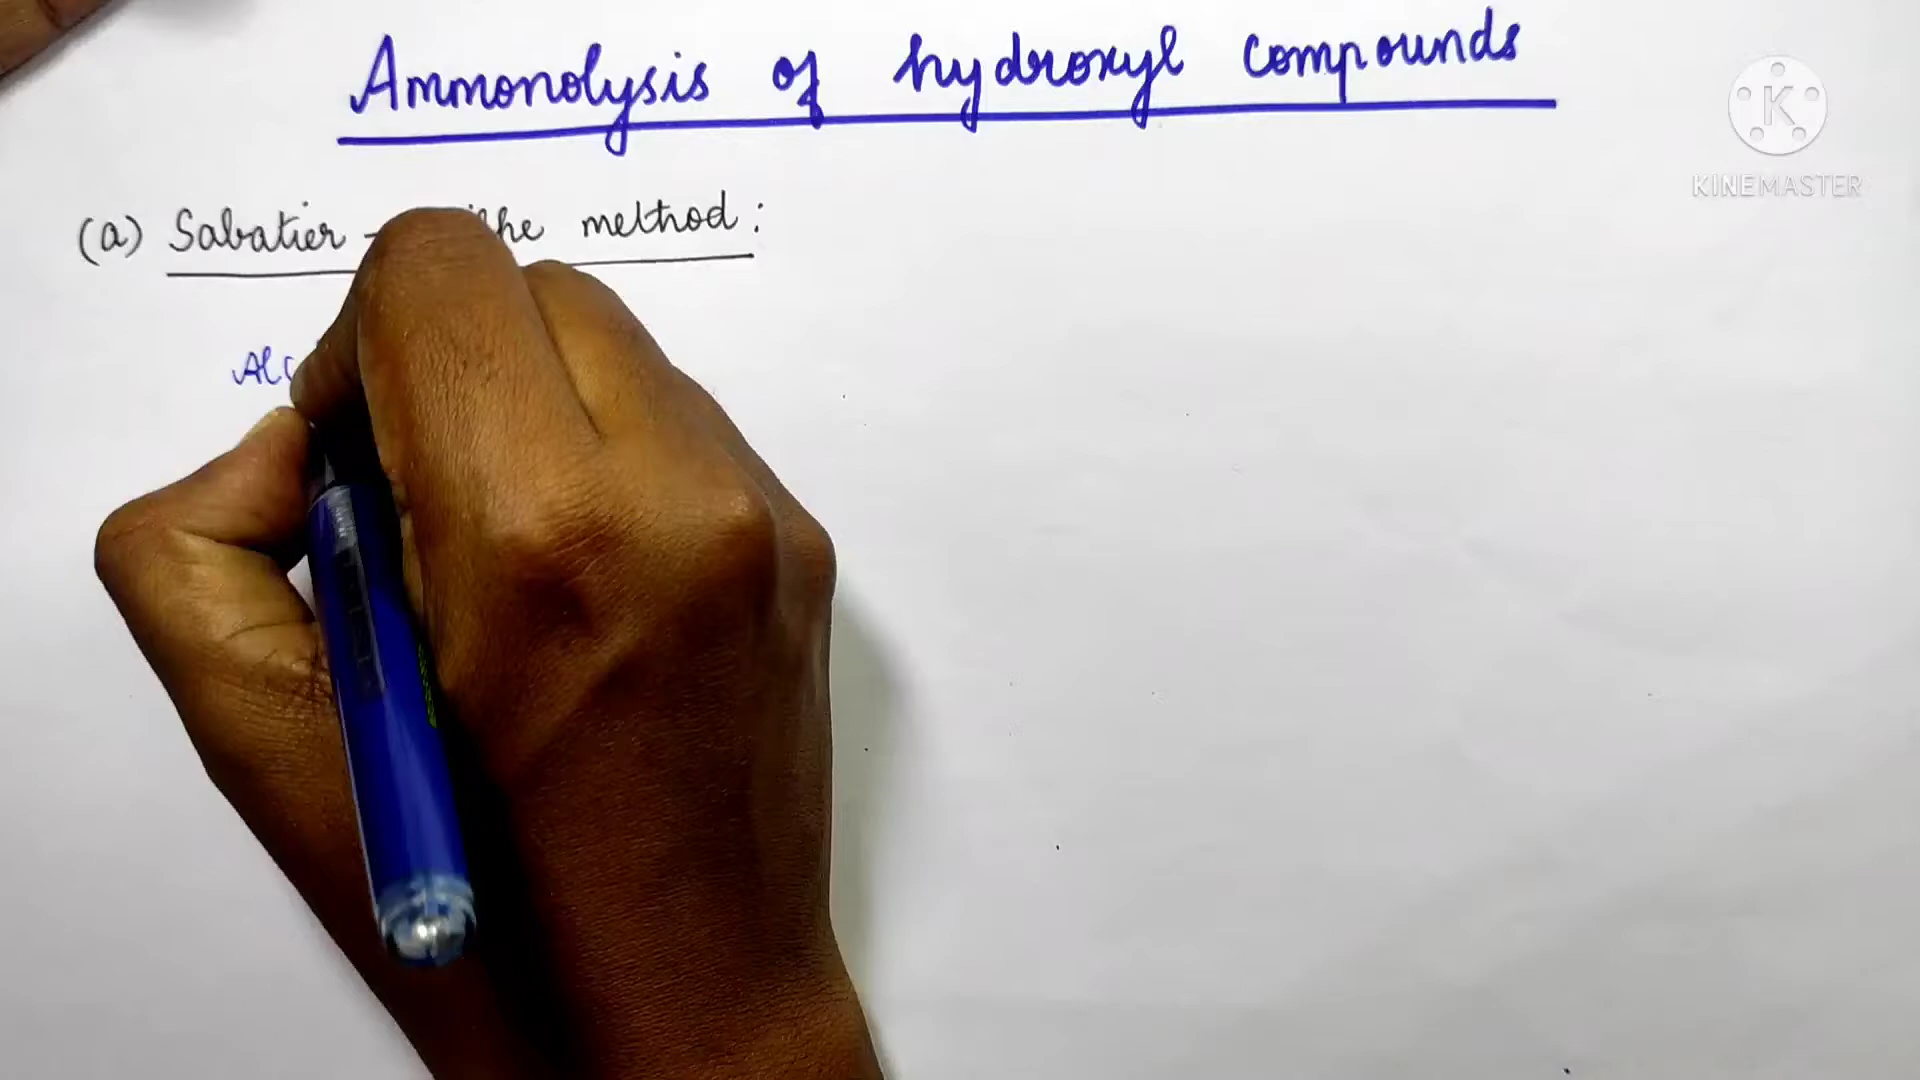 Ammonolysis of hydroxyl compounds
(a) Sabatier - method:
KINEMASTER